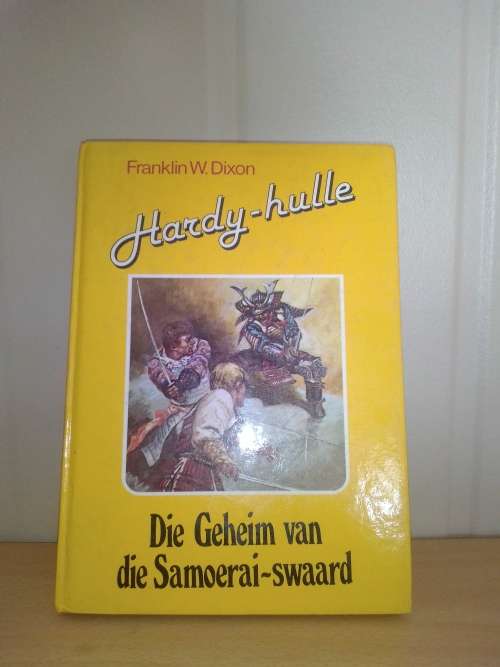 Franklin W. Dixon
Hardy-hulle
Die Geheim van
die Samoerai-swaard